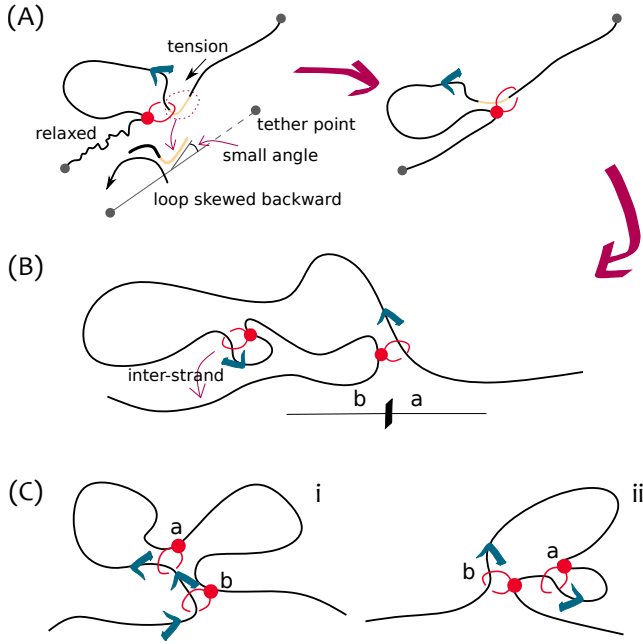 (A)
tension
relaxed
tether point
small angle
loop skewed backward
(B)
inter-strand
b a
(C)
i
ii
a
b
a
b